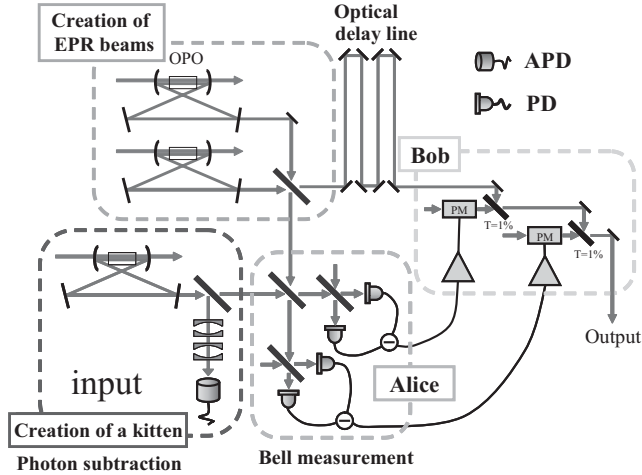 Creation of
EPR beams
OPO
Optical
delay line
APD
PD
Bob
PM
T=1%
PM
T=1%
Output
input
Alice
Creation of a kitten
Photon subtraction
Bell measurement